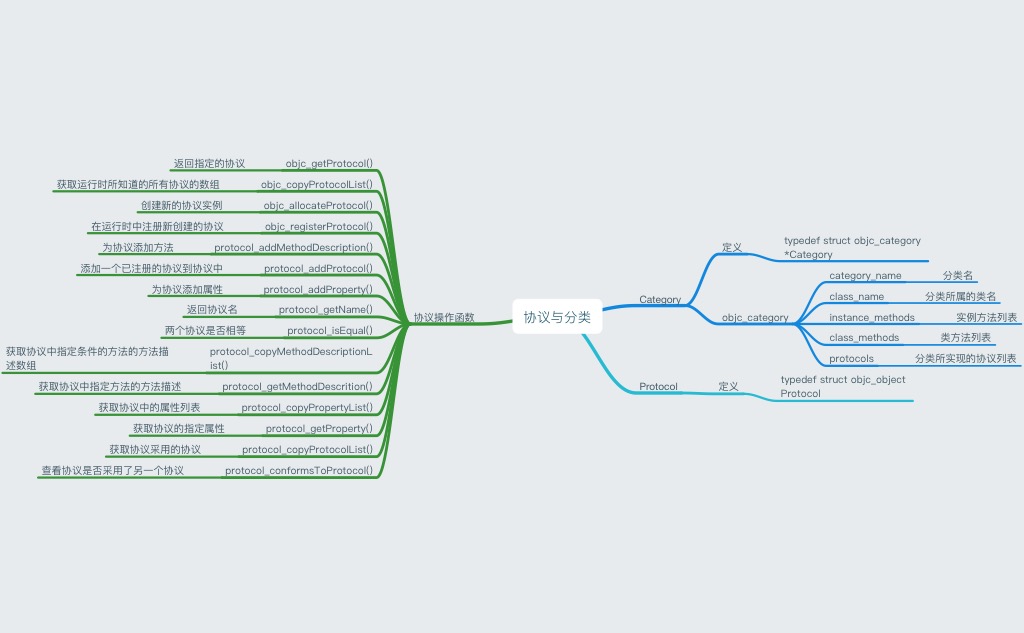 协议与分类
Category
定义
typedef struct objc_category
*Category
objc_category
category_name
分类名
class_name
分类所属的类名
instance_methods
实例方法列表
class_methods
类方法列表
protocols
分类所实现的协议列表
Protocol
定义
typedef struct objc_object
Protocol
协议操作函数
objc_getProtocol()
返回指定的协议
objc_copyProtocolList()
获取运行时所知道的所有协议的数组
objc_allocateProtocol()
创建新的协议实例
objc_registerProtocol()
在运行时中注册新创建的协议
protocol_addMethodDescription()
为协议添加方法
protocol_addProtocol()
添加一个已注册的协议到协议中
protocol_addProperty()
为协议添加属性
protocol_getName()
返回协议名
protocol_isEqual()
两个协议是否相等
protocol_copyMethodDescriptionL
ist()
获取协议中指定条件的方法的方法描
述数组
protocol_getMethodDescrition()
获取协议中指定方法的方法描述
protocol_copyPropertyList()
获取协议中的属性列表
protocol_getProperty()
获取协议的指定属性
protocol_copyProtocolList()
获取协议采用的协议
protocol_conformsToProtocol()
查看协议是否采用了另一个协议